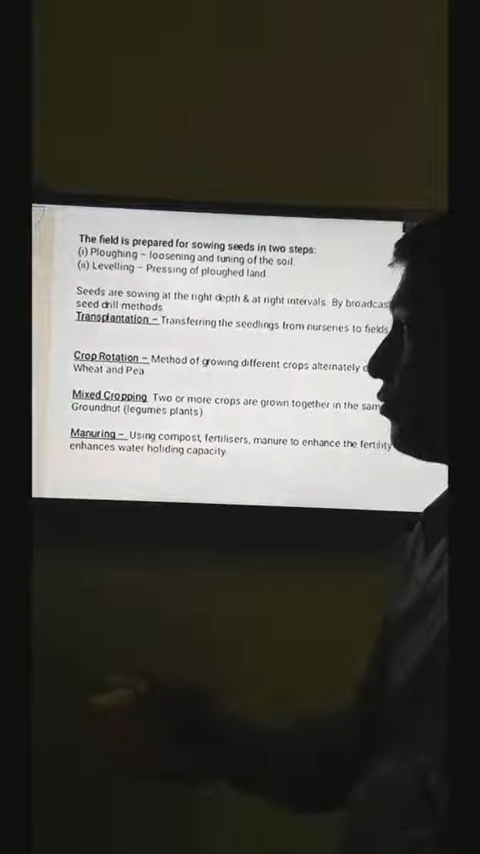 The field is prepared for sowing seeds in two steps:
(i) Ploughing – loosening and tuning of the soil.
(ii) Levelling – Pressing of ploughed land
Seeds are sowing at the right depth & at right intervals. By broadcas
seed drill methods
Transplantation – Transferring the seedlings from nurseries to fields
Crop Rotation – Method of growing different crops alternately
Wheat and Pea
Mixed Cropping Two or more crops are grown together in the sam
Groundnut (legumes plants)
Manuring – Using compost, fertilisers, manure to enhance the fertility
enhances water holiding capacity